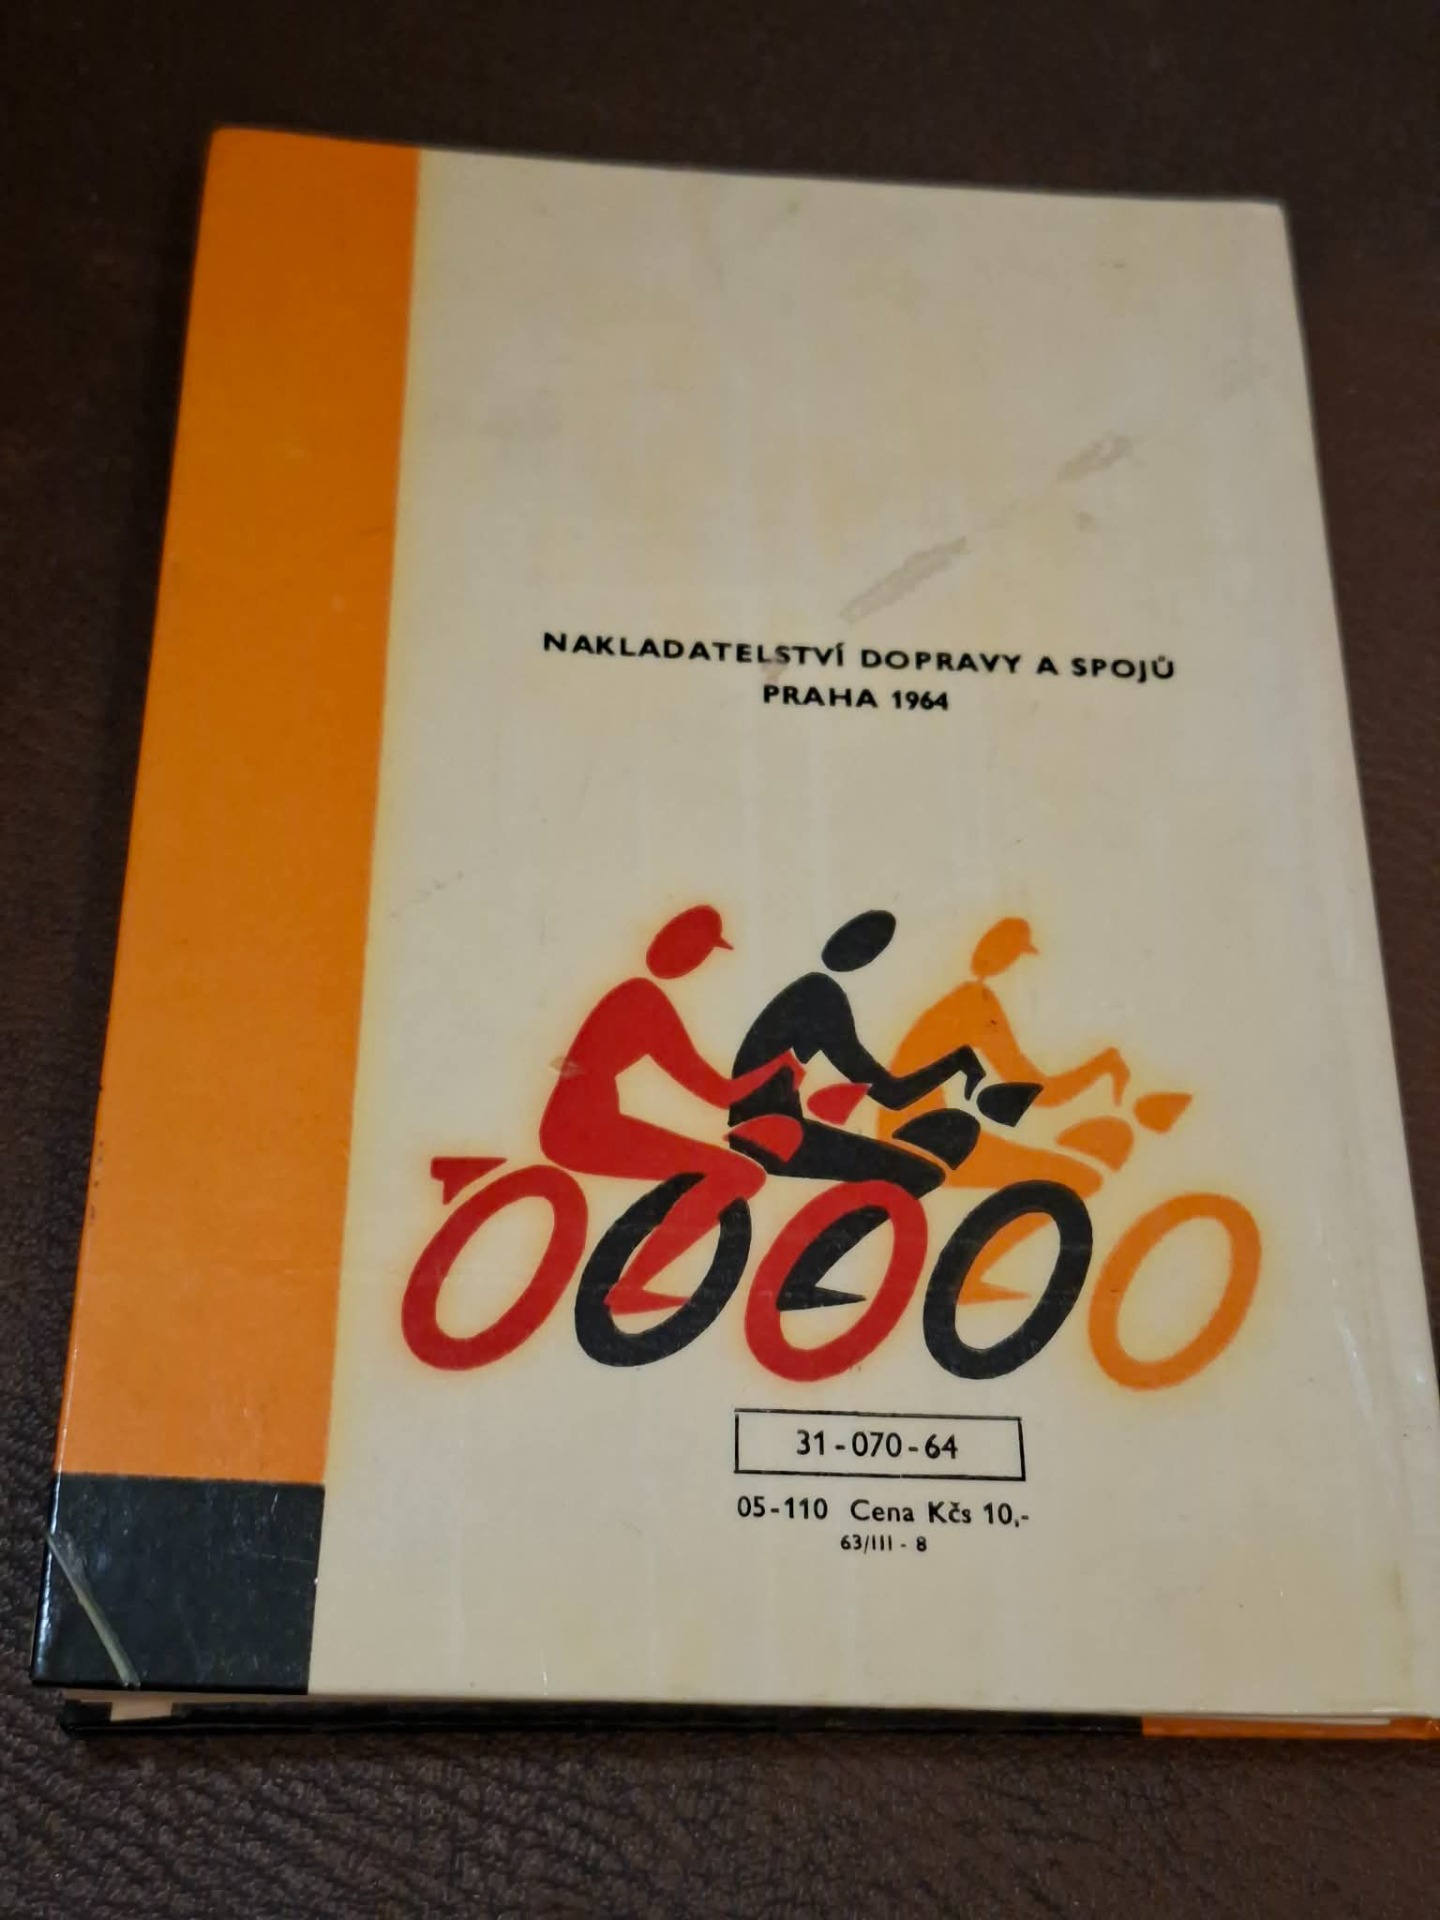 NAKLADATELSTVÍ DOPRAVY A SPOJŮ
PRAHA 1964
31-070-64
05-110 Cena Kčs 10,-
63/III - 8